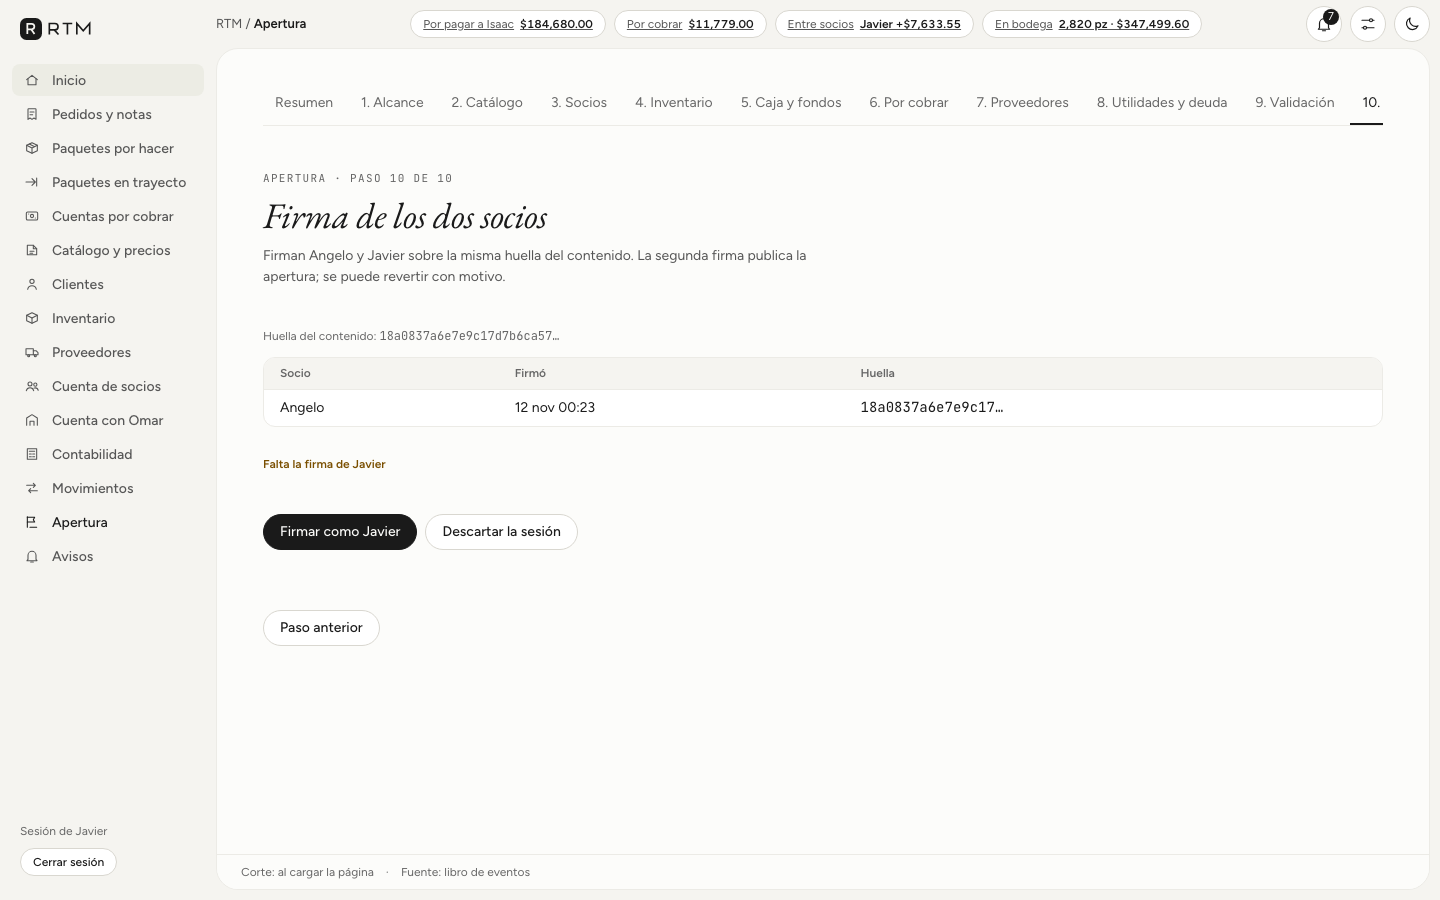 R RTM
RTM / Apertura
Por pagar a Isaac $184,680.00
Por cobrar $11,779.00
Entre socios Javier +$7,633.55
En bodega 2,820 pz · $347,499.60
7
Inicio
Pedidos y notas
Paquetes por hacer
Paquetes en trayecto
Cuentas por cobrar
Catálogo y precios
Clientes
Inventario
Proveedores
Cuenta de socios
Cuenta con Omar
Contabilidad
Movimientos
Apertura
Avisos
Sesión de Javier
Cerrar sesión
Resumen
1. Alcance
2. Catálogo
3. Socios
4. Inventario
5. Caja y fondos
6. Por cobrar
7. Proveedores
8. Utilidades y deuda
9. Validación
10.
APERTURA · PASO 10 DE 10
Firma de los dos socios
Firman Angelo y Javier sobre la misma huella del contenido. La segunda firma publica la
apertura; se puede revertir con motivo.
Huella del contenido: 18a0837a6e7e9c17d7b6ca57…
Socio Firmó Huella
Angelo 12 nov 00:23 18a0837a6e7e9c17…
Falta la firma de Javier
Firmar como Javier
Descartar la sesión
Paso anterior
Corte: al cargar la página · Fuente: libro de eventos